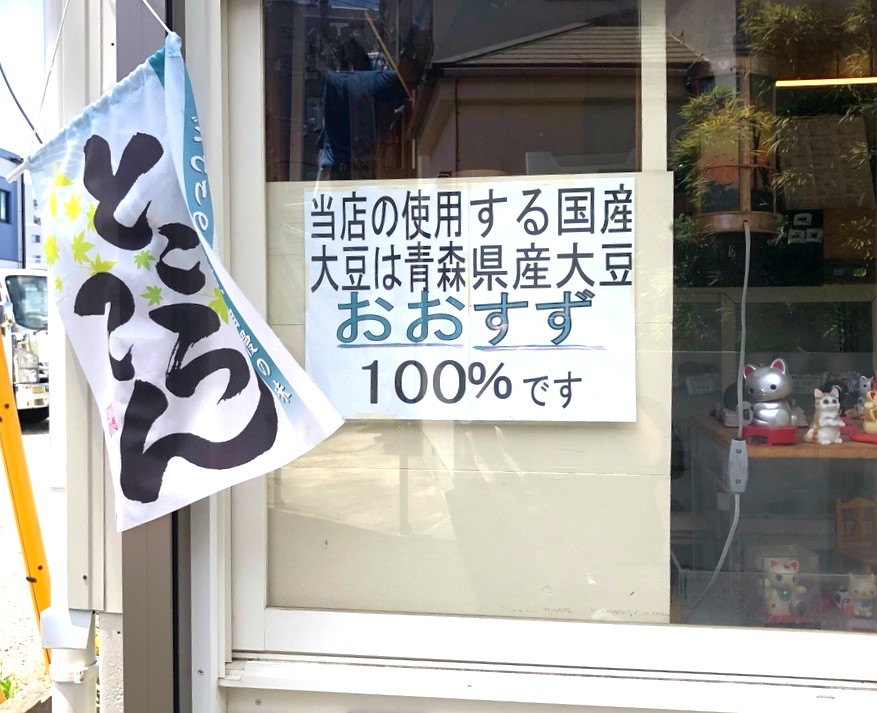 ところてん
当店の使用する国産
大豆は青森県産大豆
おおすず
100%です